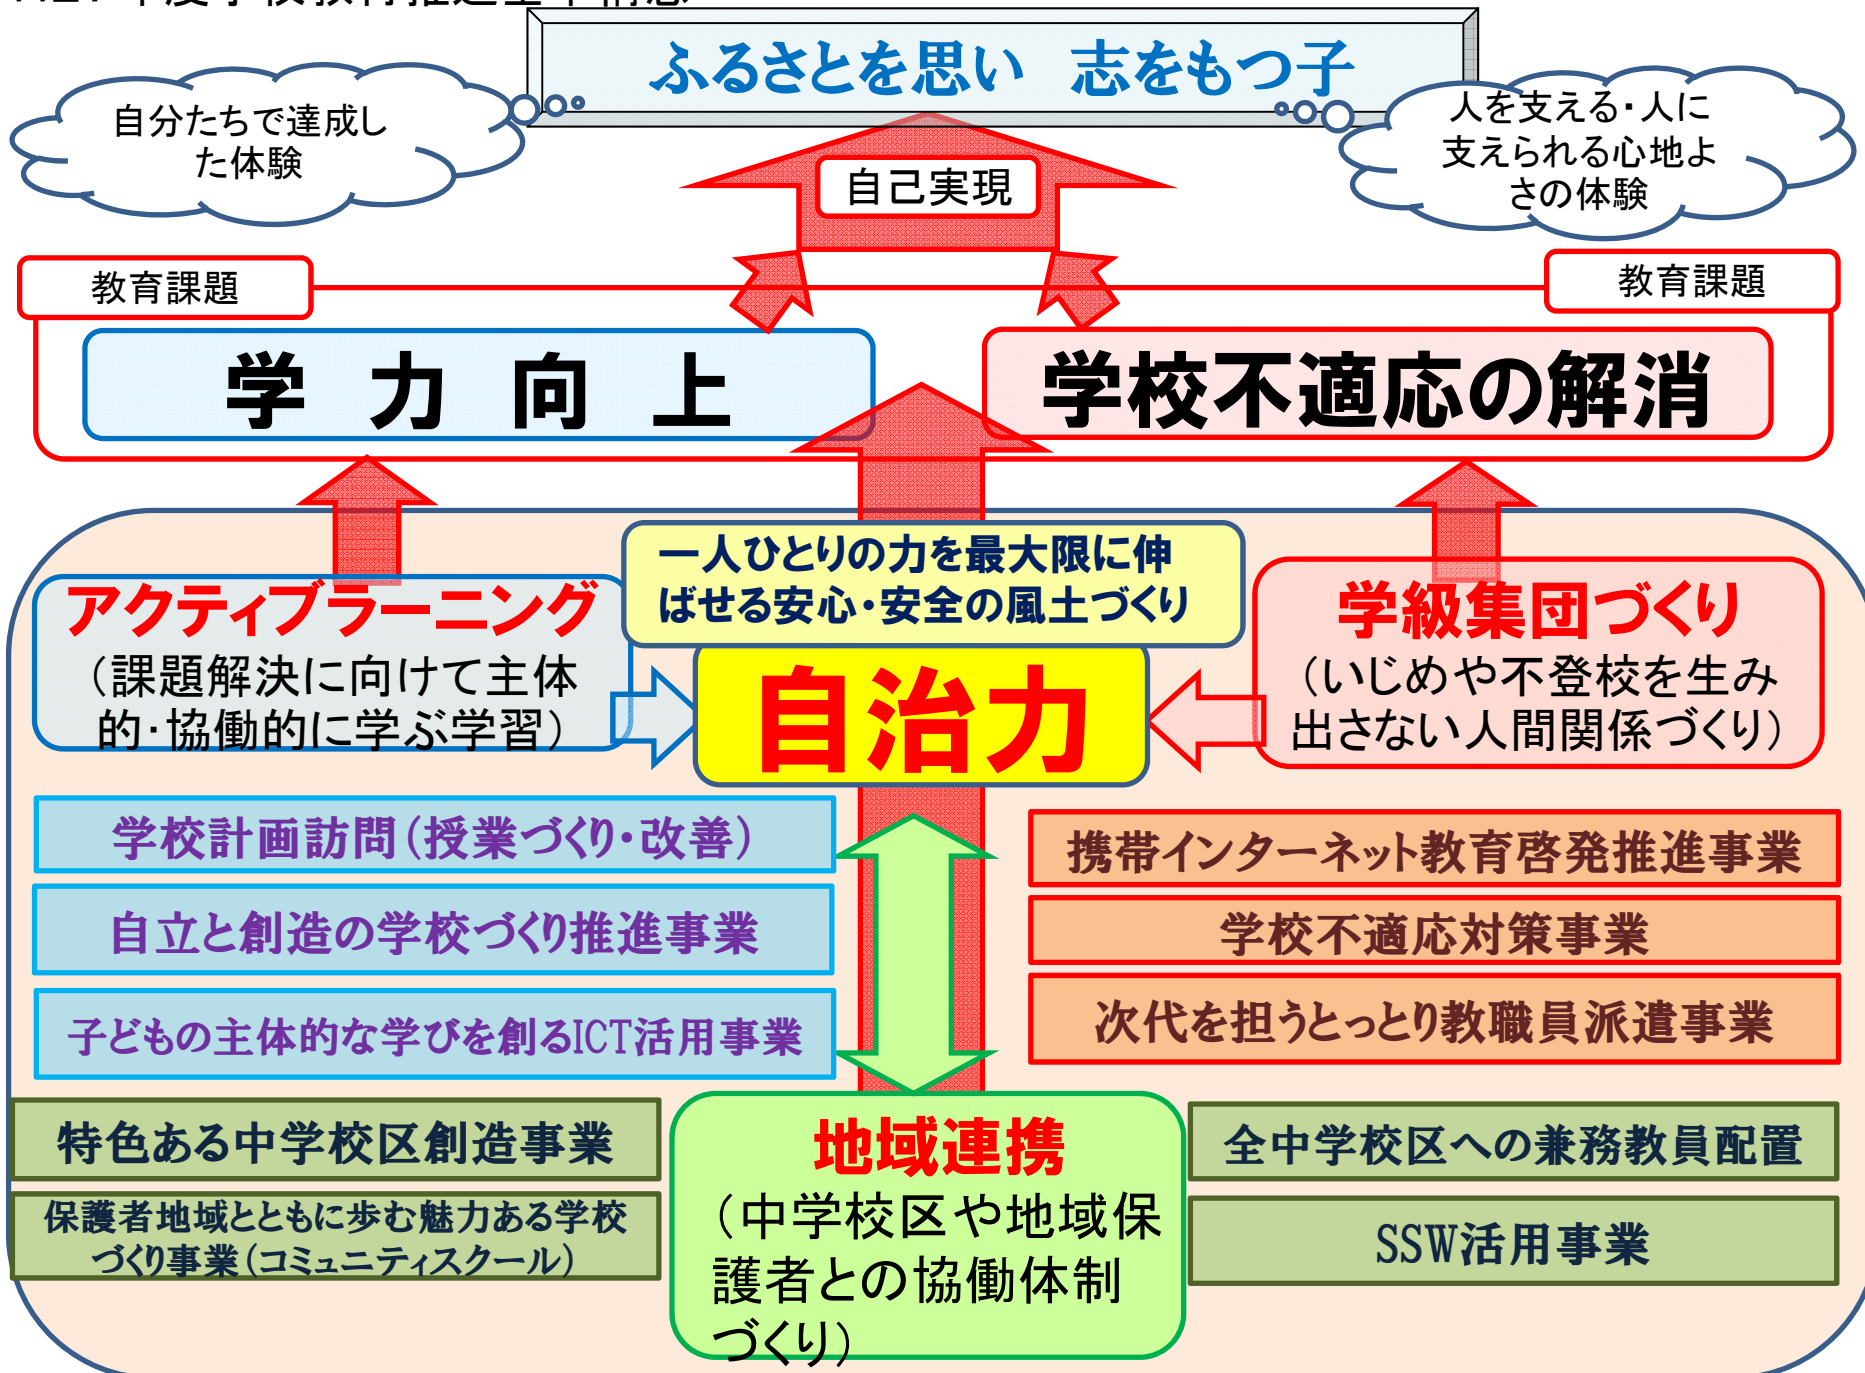 年度学校教育推進基本構想
ふるさとを思い 志をもつ子
自分たちで達成し
た体験
人を支える・人に
支えられる心地よ
さの体験
自己実現
教育課題
教育課題
学 力 向 上
学校不適応の解消
一人ひとりの力を最大限に伸
ばせる安心・安全の風土づくり
アクティブラーニング
（課題解決に向けて主体
的・協働的に学ぶ学習）
自治力
学級集団づくり
（いじめや不登校を生み
出さない人間関係づくり）
学校計画訪問（授業づくり・改善）
自立と創造の学校づくり推進事業
子どもの主体的な学びを創るICT活用事業
携帯インターネット教育啓発推進事業
学校不適応対策事業
次代を担うとっとり教職員派遣事業
特色ある中学校区創造事業
保護者地域とともに歩む魅力ある学校
づくり事業（コミュニティスクール）
地域連携
（中学校区や地域保
護者との協働体制
づくり）
全中学校区への兼務教員配置
SSW活用事業